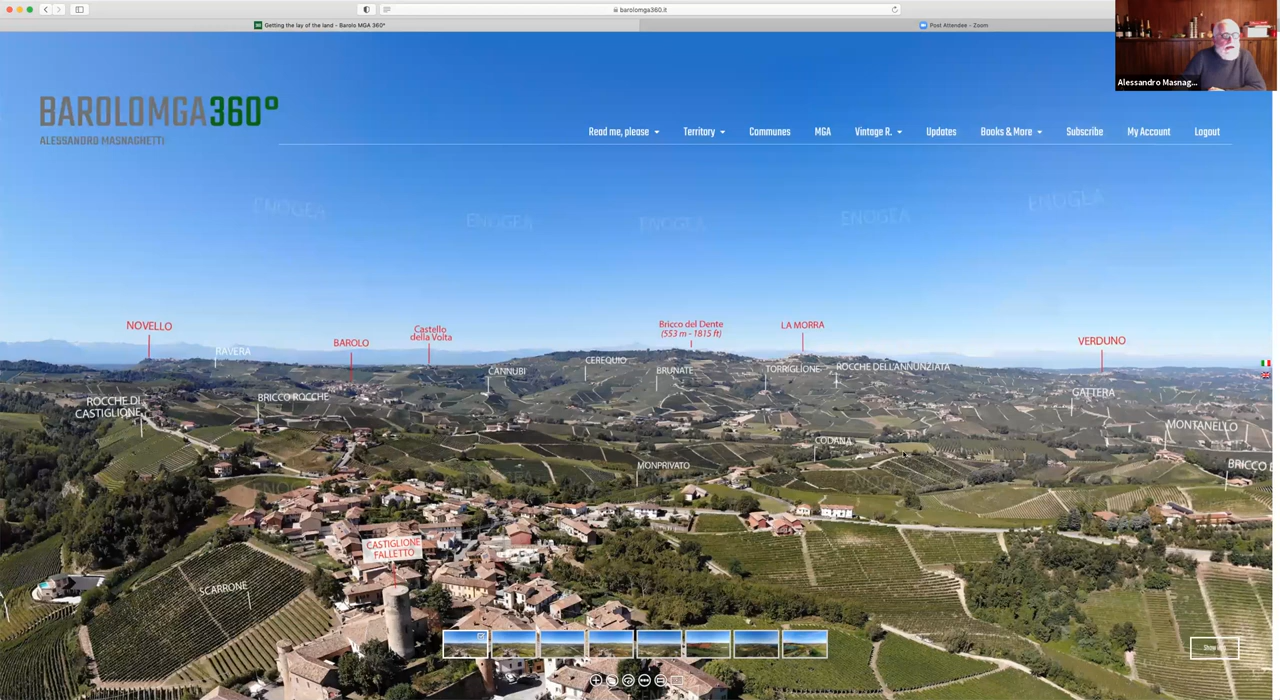 barolomga360.it
Getting the lay of the land - Barolo MGA 360°
Post Attendee - Zoom
Alessandro Masnag...
BAROLOMGA360°
ALESSANDRO MASNAGHETTI
Read me, please
Territory
Communes
MGA
Vintage R.
Updates
Books & More
Subscribe
My Account
Logout
ENOGEA
ENOGEA
ENOGEA
ENOGEA
ENOGEA
NOVELLO
RAVERA
BAROLO
Castello
della Volta
CANNUBI
CEREQUIO
Bricco del Dente
(553 m - 1815 ft)
BRUNATE
LA MORRA
TORRIGLIONE
ROCCHE DELL'ANNUNZIATA
VERDUNO
GATTERA
ROCCHE DI
CASTIGLIONE
BRICCO ROCCHE
MONPRIVATO
CODANA
MONTANELLO
BRICCO
CASTIGLIONE
FALLETTO
SCARRONE
Show